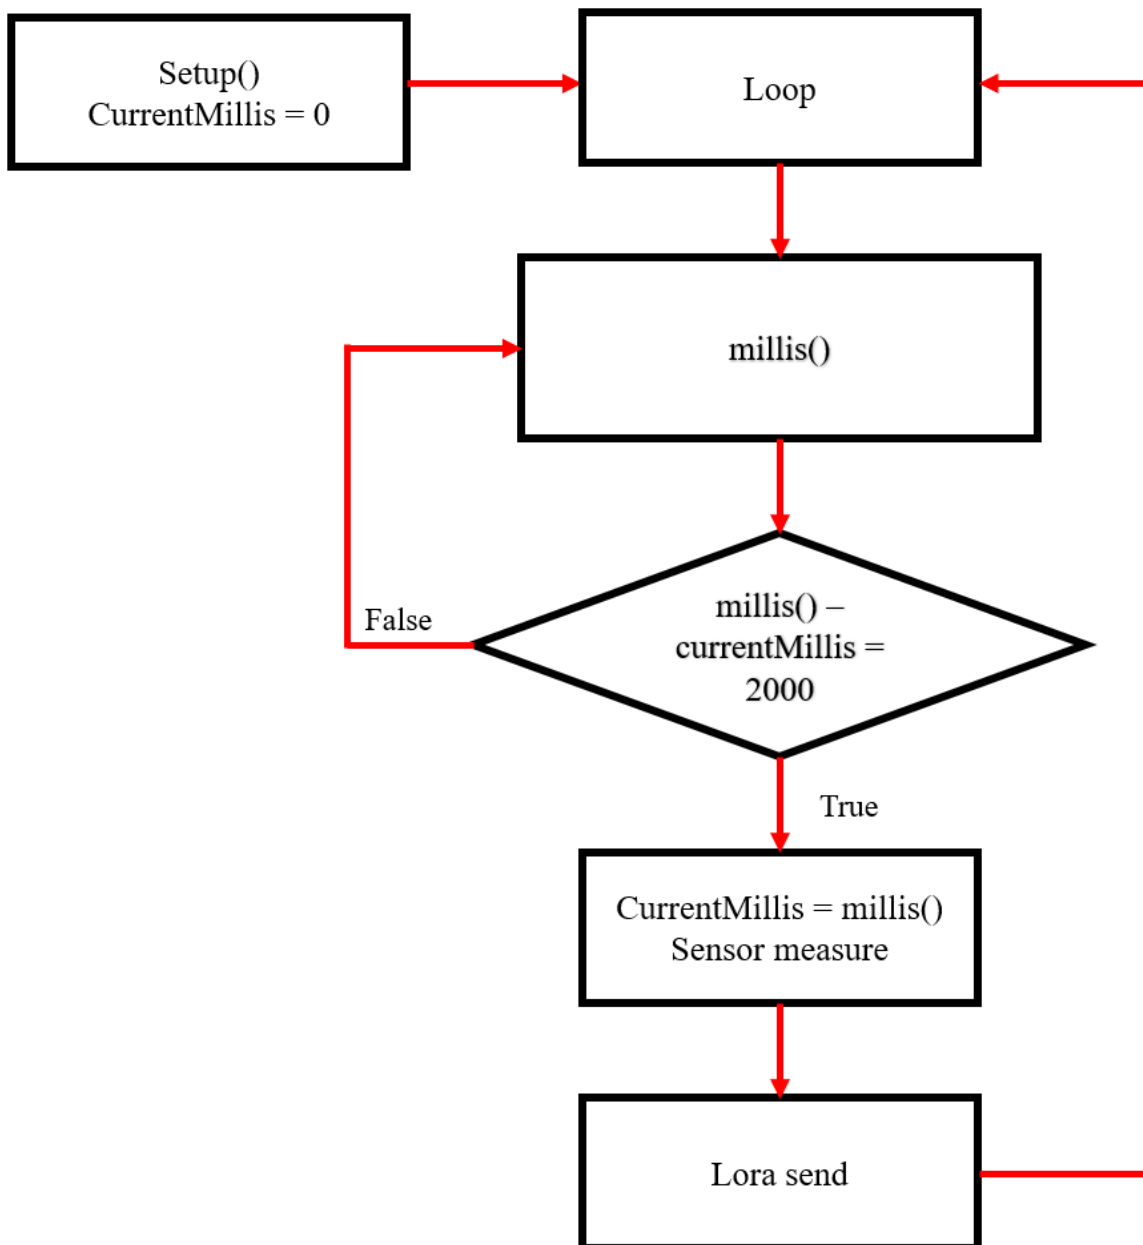 Setup()
CurrentMillis = 0
Loop
millis()
millis() –
currentMillis =
2000
False
True
CurrentMillis = millis()
Sensor measure
Lora send